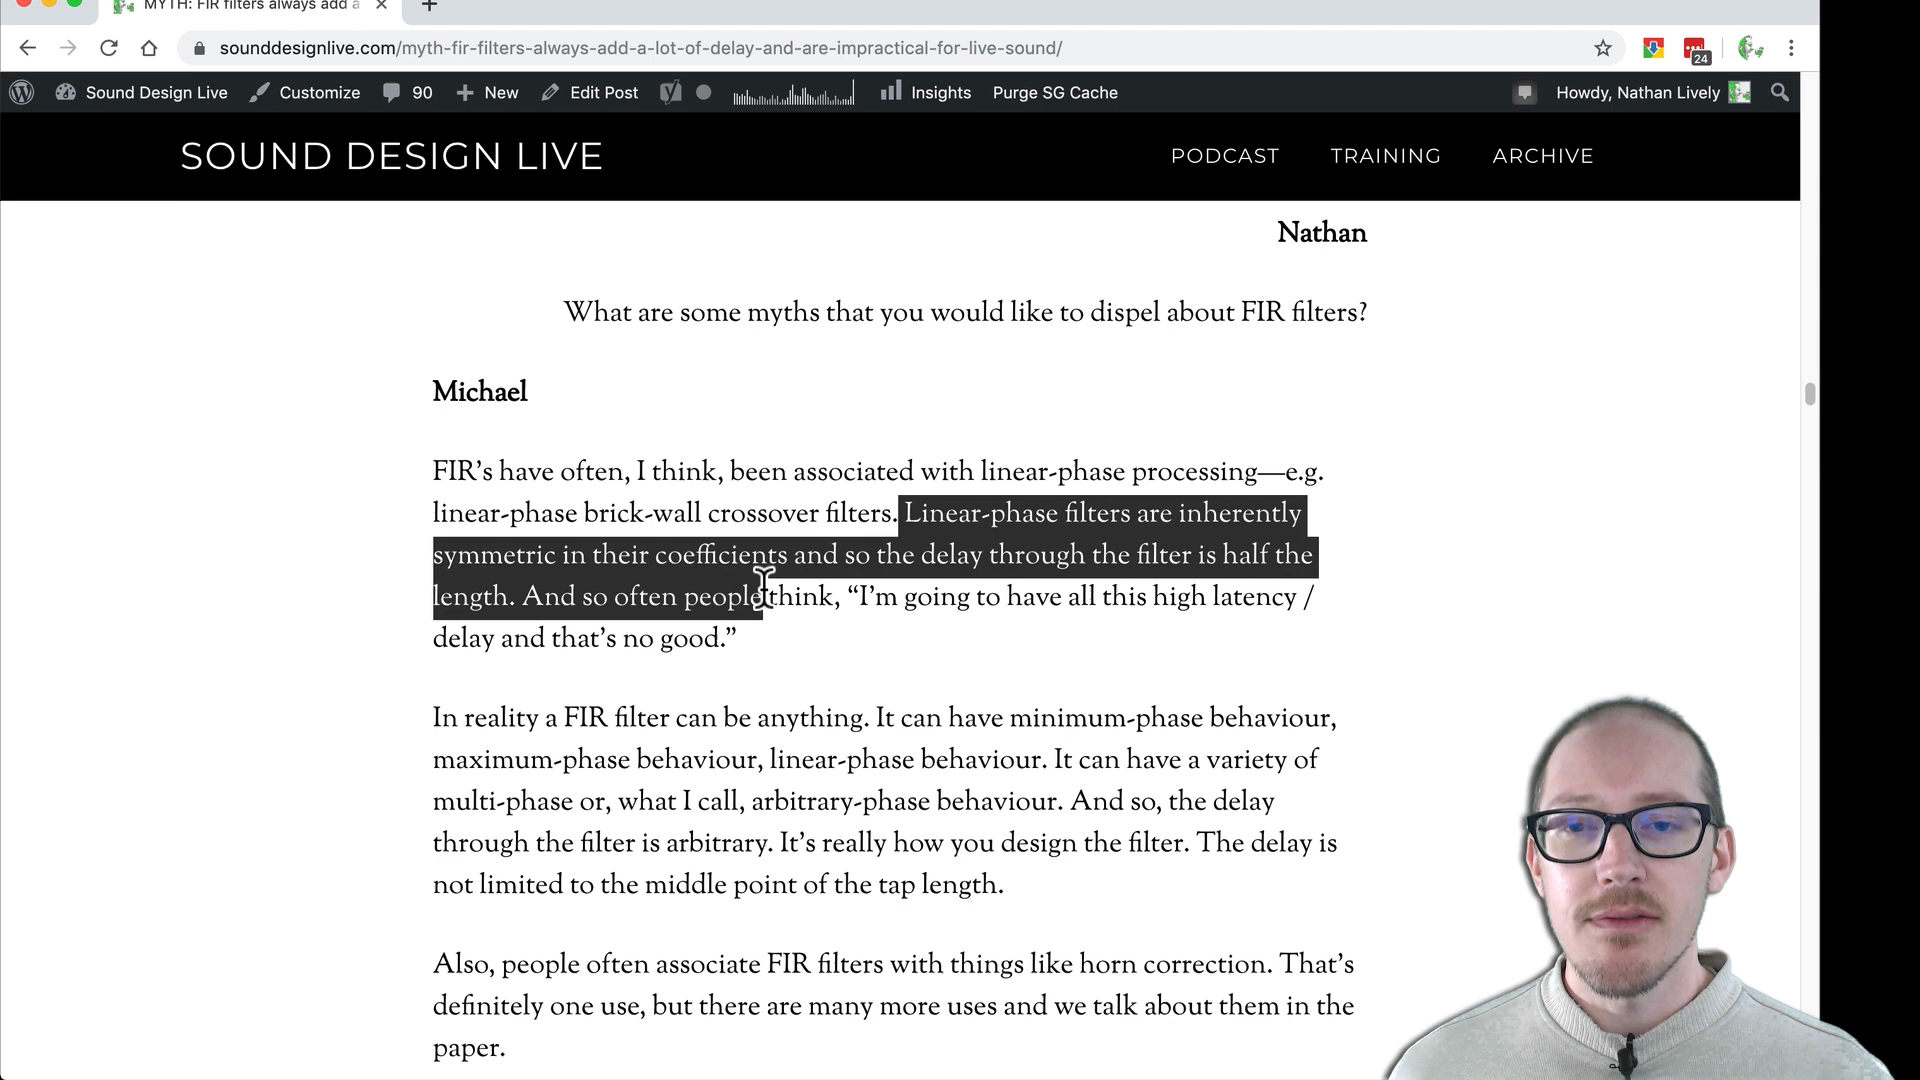 MYTH: FIR filters always add a
sounddesignlive.com/myth-fir-filters-always-add-a-lot-of-delay-and-are-impractical-for-live-sound/
24
Sound Design Live Customize 90 New Edit Post Insights Purge SG Cache Howdy, Nathan Lively
SOUND DESIGN LIVE PODCAST TRAINING ARCHIVE
Nathan
What are some myths that you would like to dispel about FIR filters?
Michael
FIR’s have often, I think, been associated with linear-phase processing—e.g.
linear-phase brick-wall crossover filters. Linear-phase filters are inherently
symmetric in their coefficients and so the delay through the filter is half the
length. And so often people think, “I’m going to have all this high latency /
delay and that’s no good.”
In reality a FIR filter can be anything. It can have minimum-phase behaviour,
maximum-phase behaviour, linear-phase behaviour. It can have a variety of
multi-phase or, what I call, arbitrary-phase behaviour. And so, the delay
through the filter is arbitrary. It’s really how you design the filter. The delay is
not limited to the middle point of the tap length.
Also, people often associate FIR filters with things like horn correction. That’s
definitely one use, but there are many more uses and we talk about them in the
paper.